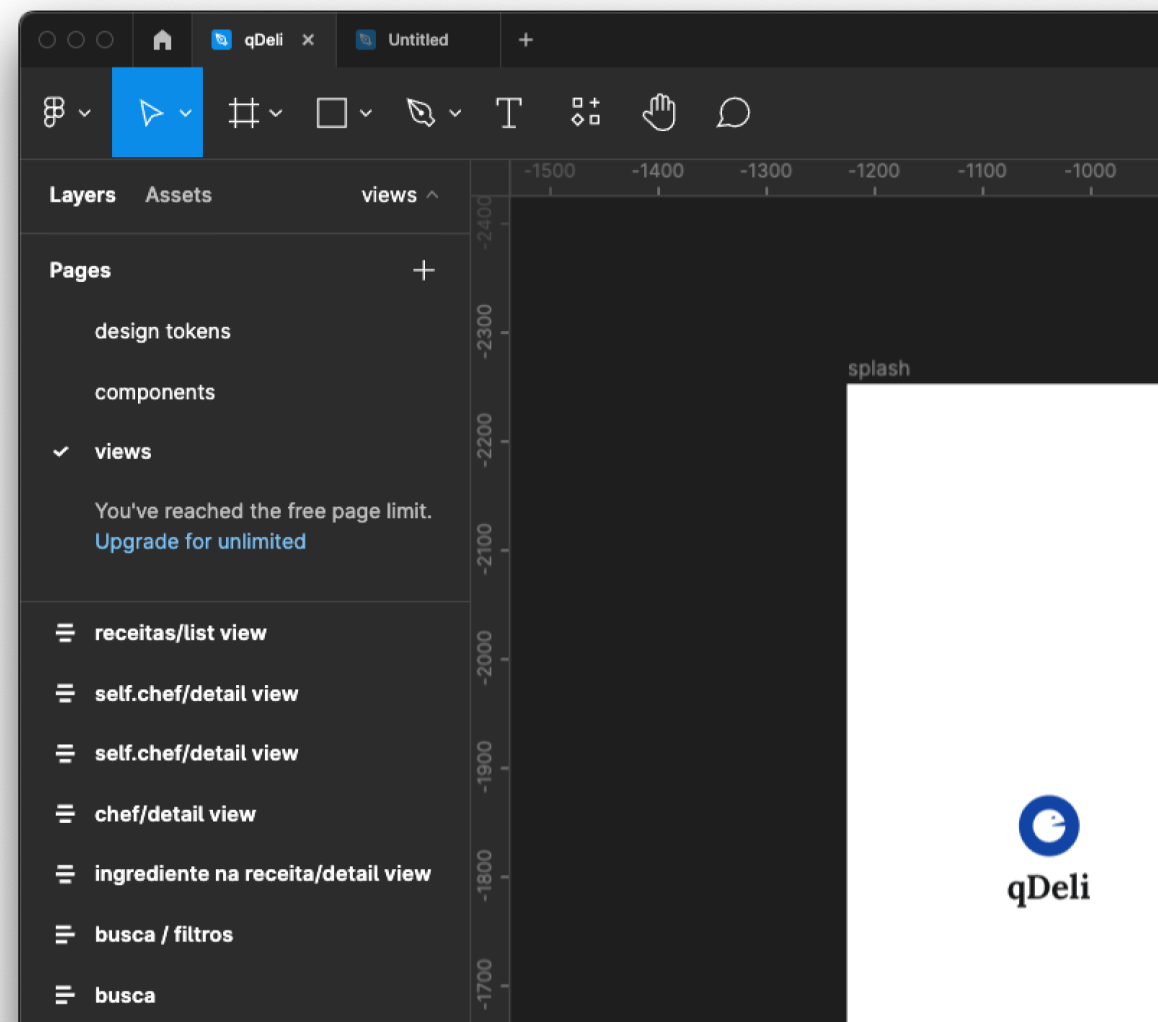 qDeli
Untitled
Layers
Assets
views
-1500
-1400
-1300
-1200
-1100
-1000
Pages
design tokens
components
views
You've reached the free page limit.
Upgrade for unlimited
receitas/list view
self.chef/detail view
self.chef/detail view
chef/detail view
ingrediente na receita/detail view
busca / filtros
busca
-2400
-2300
-2200
-2100
-2000
-1900
-1800
-1700
splash
qDeli